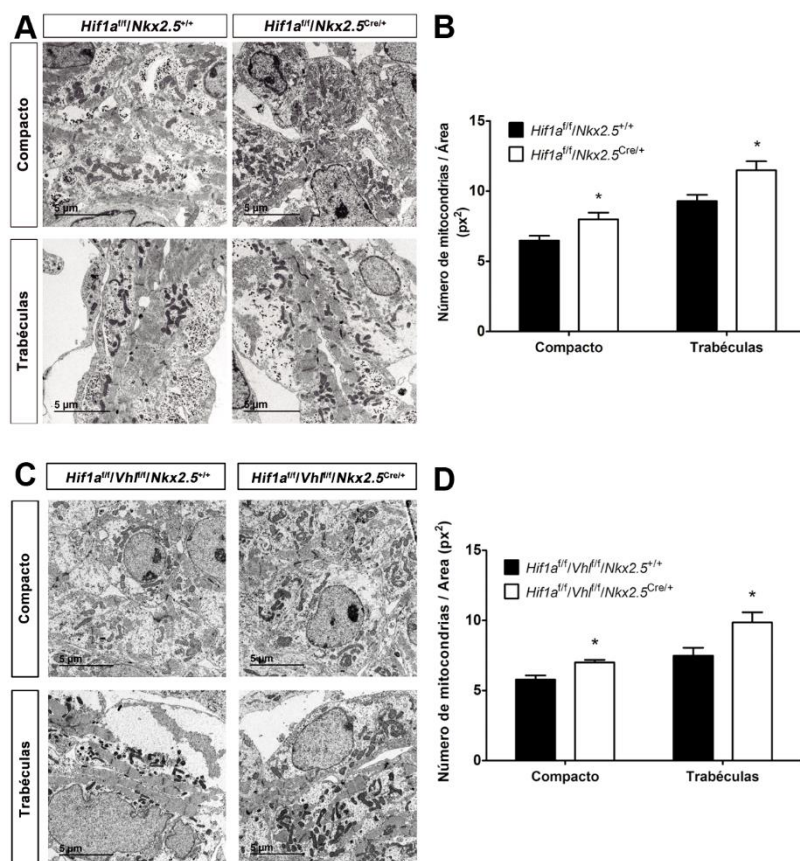 A
Hif1a^f/f/Nkx2.5^+/+
Hif1a^f/f/Nkx2.5^Cre/+
Compacto
5 µm
5 µm
Trabéculas
5 µm
5 µm
B
Número de mitocondrias / Área
(px²)
15
10
5
0
Hif1a^f/f/Nkx2.5^+/+
Hif1a^f/f/Nkx2.5^Cre/+
*
*
Compacto
Trabéculas
C
Hif1a^f/f/Vhl^f/f/Nkx2.5^+/+
Hif1a^f/f/Vhl^f/f/Nkx2.5^Cre/+
Compacto
5 µm
5 µm
Trabéculas
5 µm
5 µm
D
Número de mitocondrias / Area (px²)
15
10
5
0
Hif1a^f/f/Vhl^f/f/Nkx2.5^+/+
Hif1a^f/f/Vhl^f/f/Nkx2.5^Cre/+
*
*
Compacto
Trabéculas